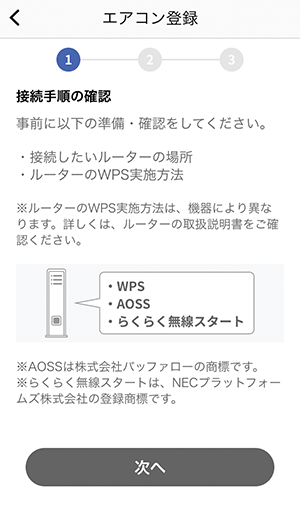 エアコン登録
1 2 3
接続手順の確認
事前に以下の準備・確認をしてください。
・接続したいルーターの場所
・ルーターのWPS実施方法
※ルーターのWPS実施方法は、機器により異な
ります。詳しくは、ルーターの取扱説明書をご確
認ください。
・WPS
・AOSS
・らくらく無線スタート
※AOSSは株式会社バッファローの商標です。
※らくらく無線スタートは、NECプラットフォー
ムズ株式会社の登録商標です。
次へ